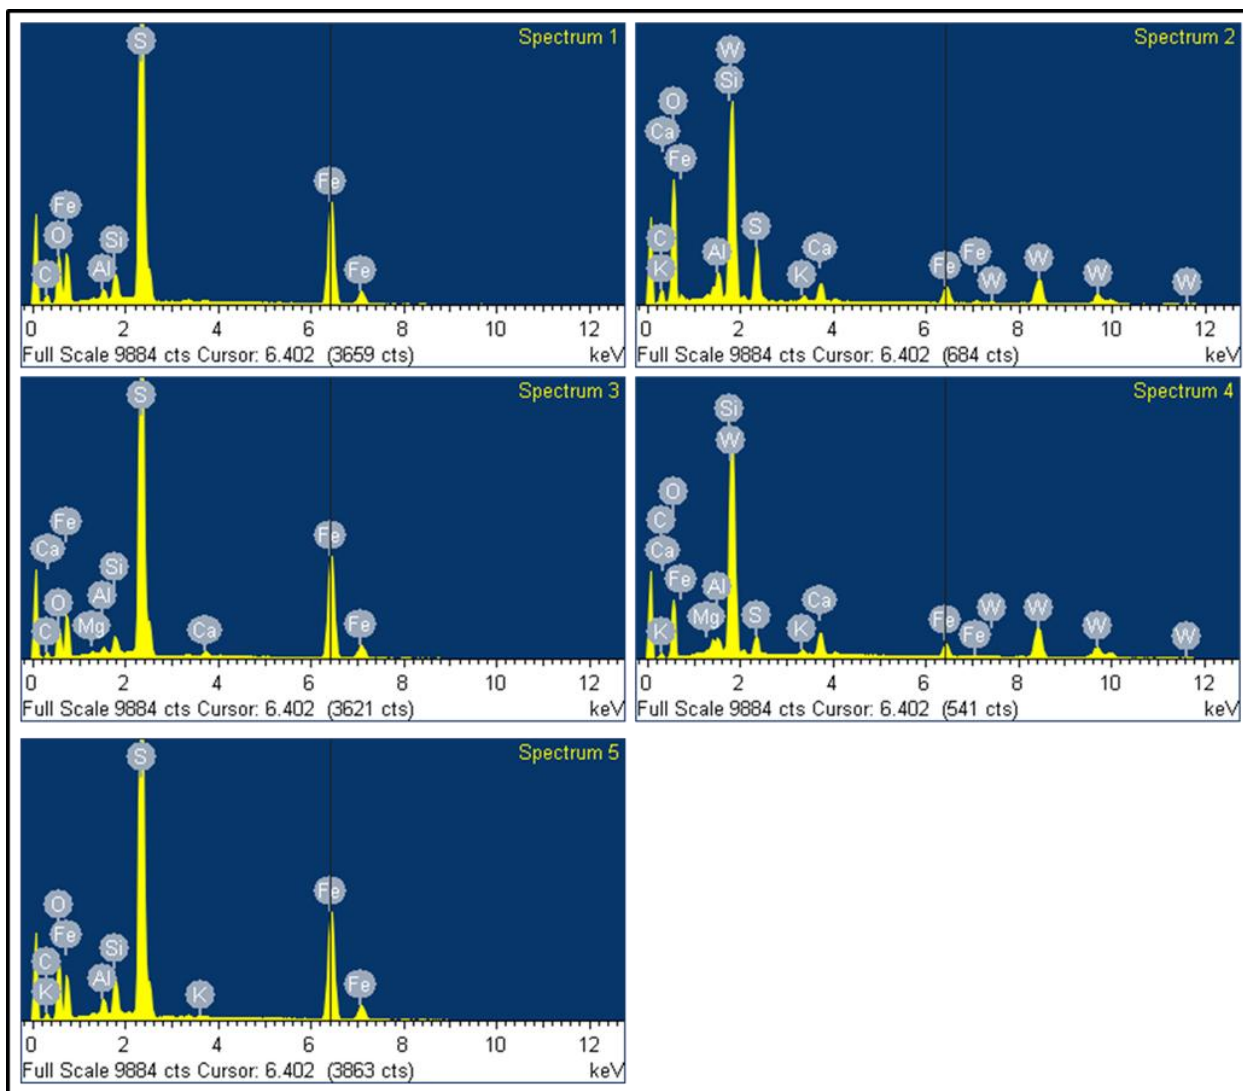 Spectrum 1
S
Fe
Fe
O Si
C Al Fe
0 2 4 6 8 10 12
Full Scale 9884 cts Cursor: 6.402 (3659 cts) keV
Spectrum 2
W
Si
O
Ca
Fe
S
C Al Ca Fe W
K K Fe W W W
0 2 4 6 8 10 12
Full Scale 9884 cts Cursor: 6.402 (684 cts) keV
Spectrum 3
S
Fe Fe
Ca
Si
O Al
C Mg Ca Fe
0 2 4 6 8 10 12
Full Scale 9884 cts Cursor: 6.402 (3621 cts) keV
Spectrum 4
Si
W
O
C
Ca
Fe Al Ca W W
K Mg S K Fe Fe W W
0 2 4 6 8 10 12
Full Scale 9884 cts Cursor: 6.402 (541 cts) keV
Spectrum 5
S
Fe
O
Fe
C Si
K Al K Fe
0 2 4 6 8 10 12
Full Scale 9884 cts Cursor: 6.402 (3863 cts) keV